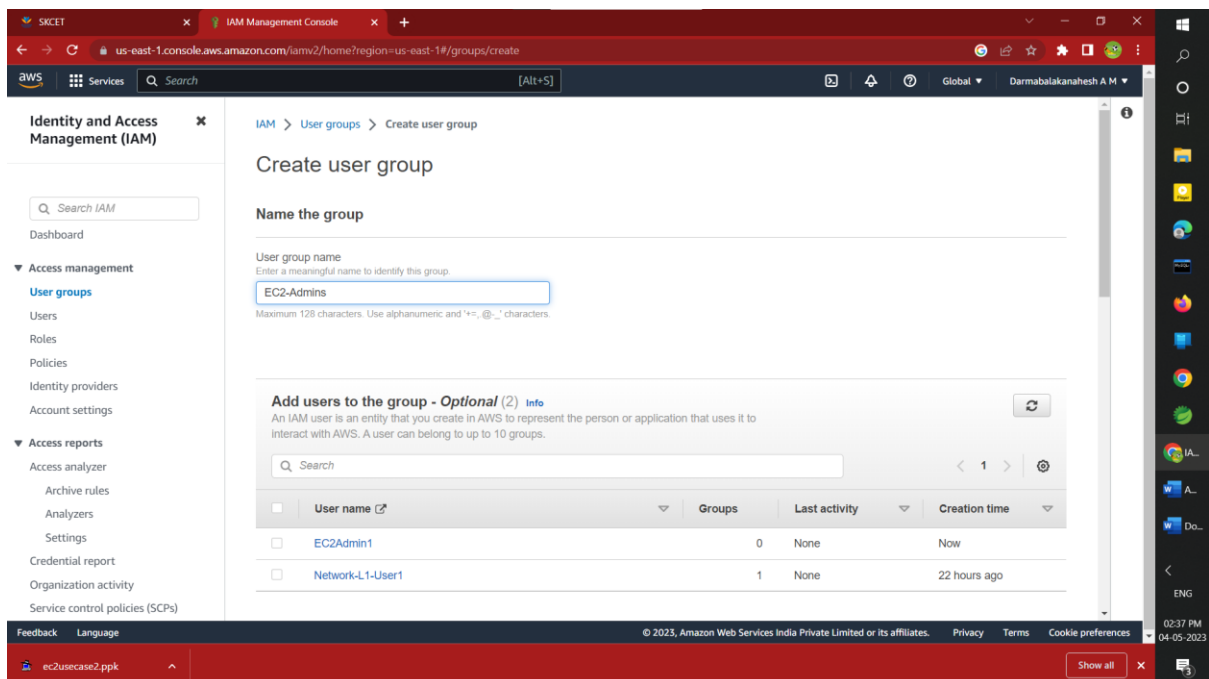 SKCET
IAM Management Console
us-east-1.console.aws.amazon.com/iamv2/home?region=us-east-1#/groups/create
aws
Services
Search
[Alt+S]
Global
Darmabalakanahesh A M
Identity and Access
Management (IAM)
Search IAM
Dashboard
Access management
User groups
Users
Roles
Policies
Identity providers
Account settings
Access reports
Access analyzer
Archive rules
Analyzers
Settings
Credential report
Organization activity
Service control policies (SCPs)
IAM > User groups > Create user group
Create user group
Name the group
User group name
Enter a meaningful name to identify this group.
EC2-Admins
Maximum 128 characters. Use alphanumeric and '+=,.@-_' characters.
Add users to the group - Optional (2) Info
An IAM user is an entity that you create in AWS to represent the person or application that uses it to
interact with AWS. A user can belong to up to 10 groups.
Search
1
User name Groups Last activity Creation time
EC2Admin1 0 None Now
Network-L1-User1 1 None 22 hours ago
Feedback Language
© 2023, Amazon Web Services India Private Limited or its affiliates. Privacy Terms Cookie preferences
ec2usecase2.ppk
Show all
IA...
A...
Do...
ENG
02:37 PM
04-05-2023
3